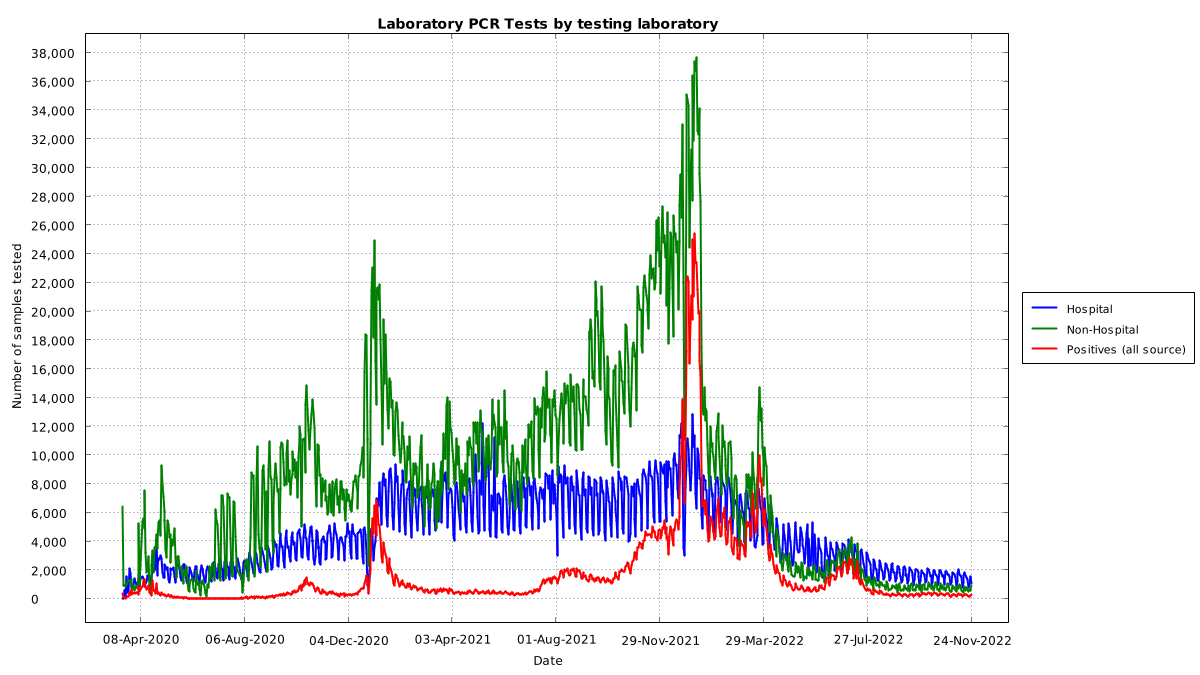 Laboratory PCR Tests by testing laboratory
38,000
36,000
34,000
32,000
30,000
28,000
26,000
24,000
22,000
20,000
18,000
16,000
14,000
12,000
10,000
8,000
6,000
4,000
2,000
0
Number of samples tested
08-Apr-2020
06-Aug-2020
04-Dec-2020
03-Apr-2021
01-Aug-2021
29-Nov-2021
29-Mar-2022
27-Jul-2022
24-Nov-2022
Date
Hospital
Non-Hospital
Positives (all source)